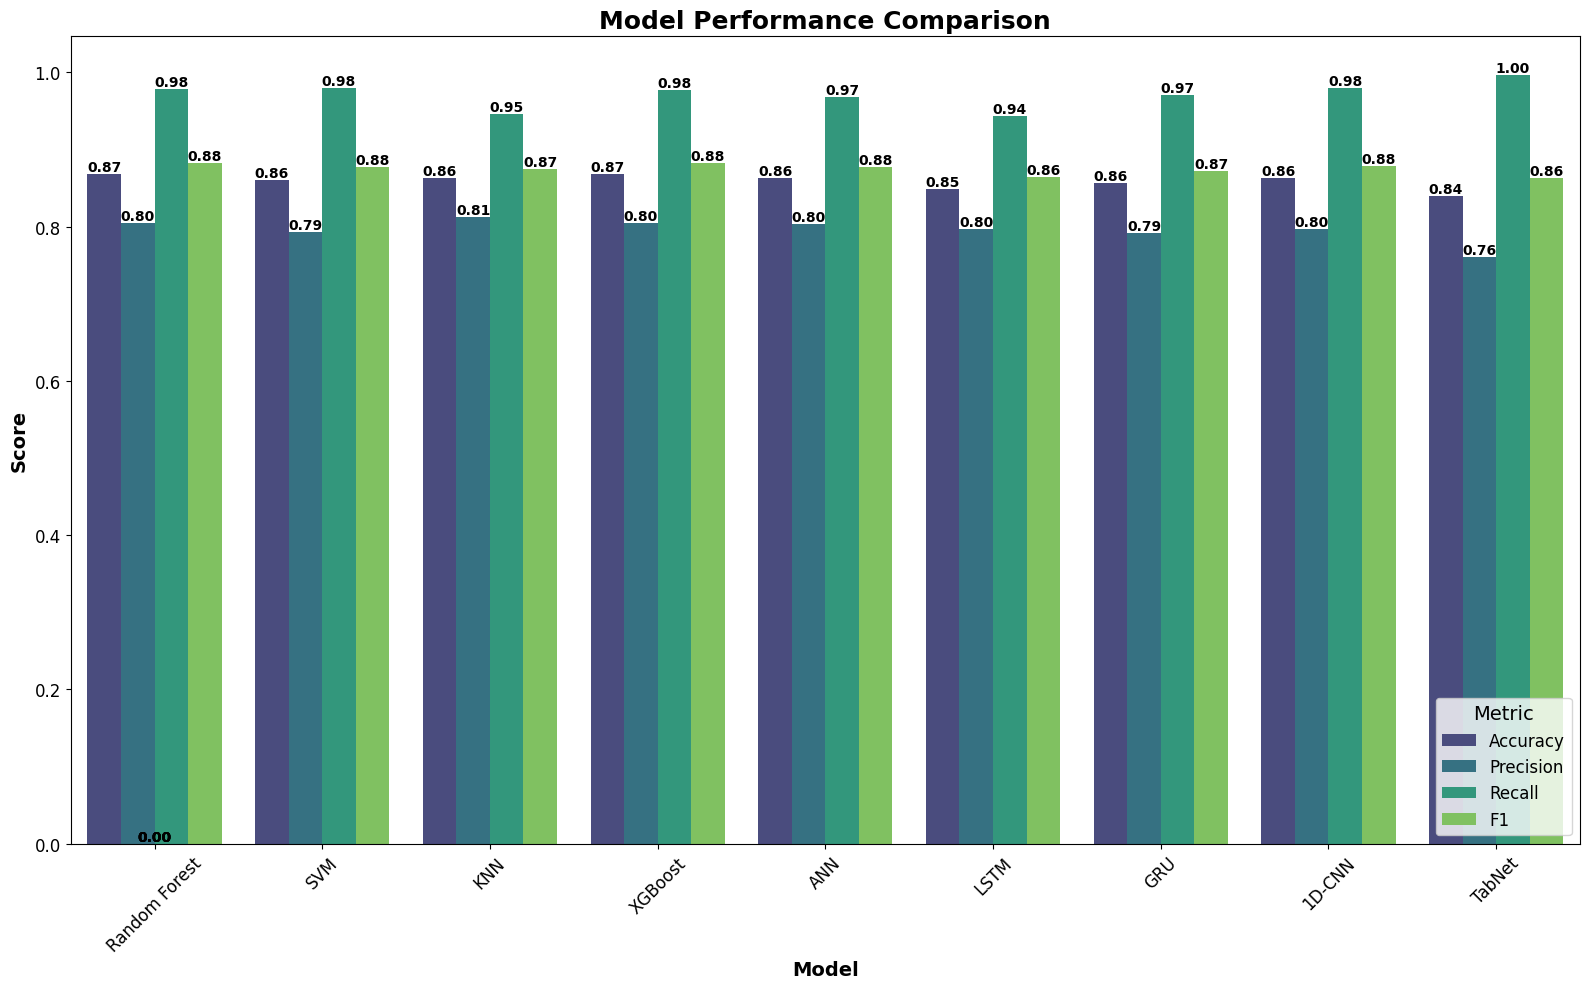 Model Performance Comparison
Score
1.0
0.8
0.6
0.4
0.2
0.0
0.87 0.80 0.98 0.88
0.86 0.79 0.98 0.88
0.86 0.81 0.95 0.87
0.87 0.80 0.98 0.88
0.86 0.80 0.97 0.88
0.85 0.80 0.94 0.86
0.86 0.79 0.97 0.87
0.86 0.80 0.98 0.88
0.84 0.76 1.00 0.86
0.00
Metric
Accuracy
Precision
Recall
F1
Random Forest
SVM
KNN
XGBoost
ANN
LSTM
GRU
1D-CNN
TabNet
Model